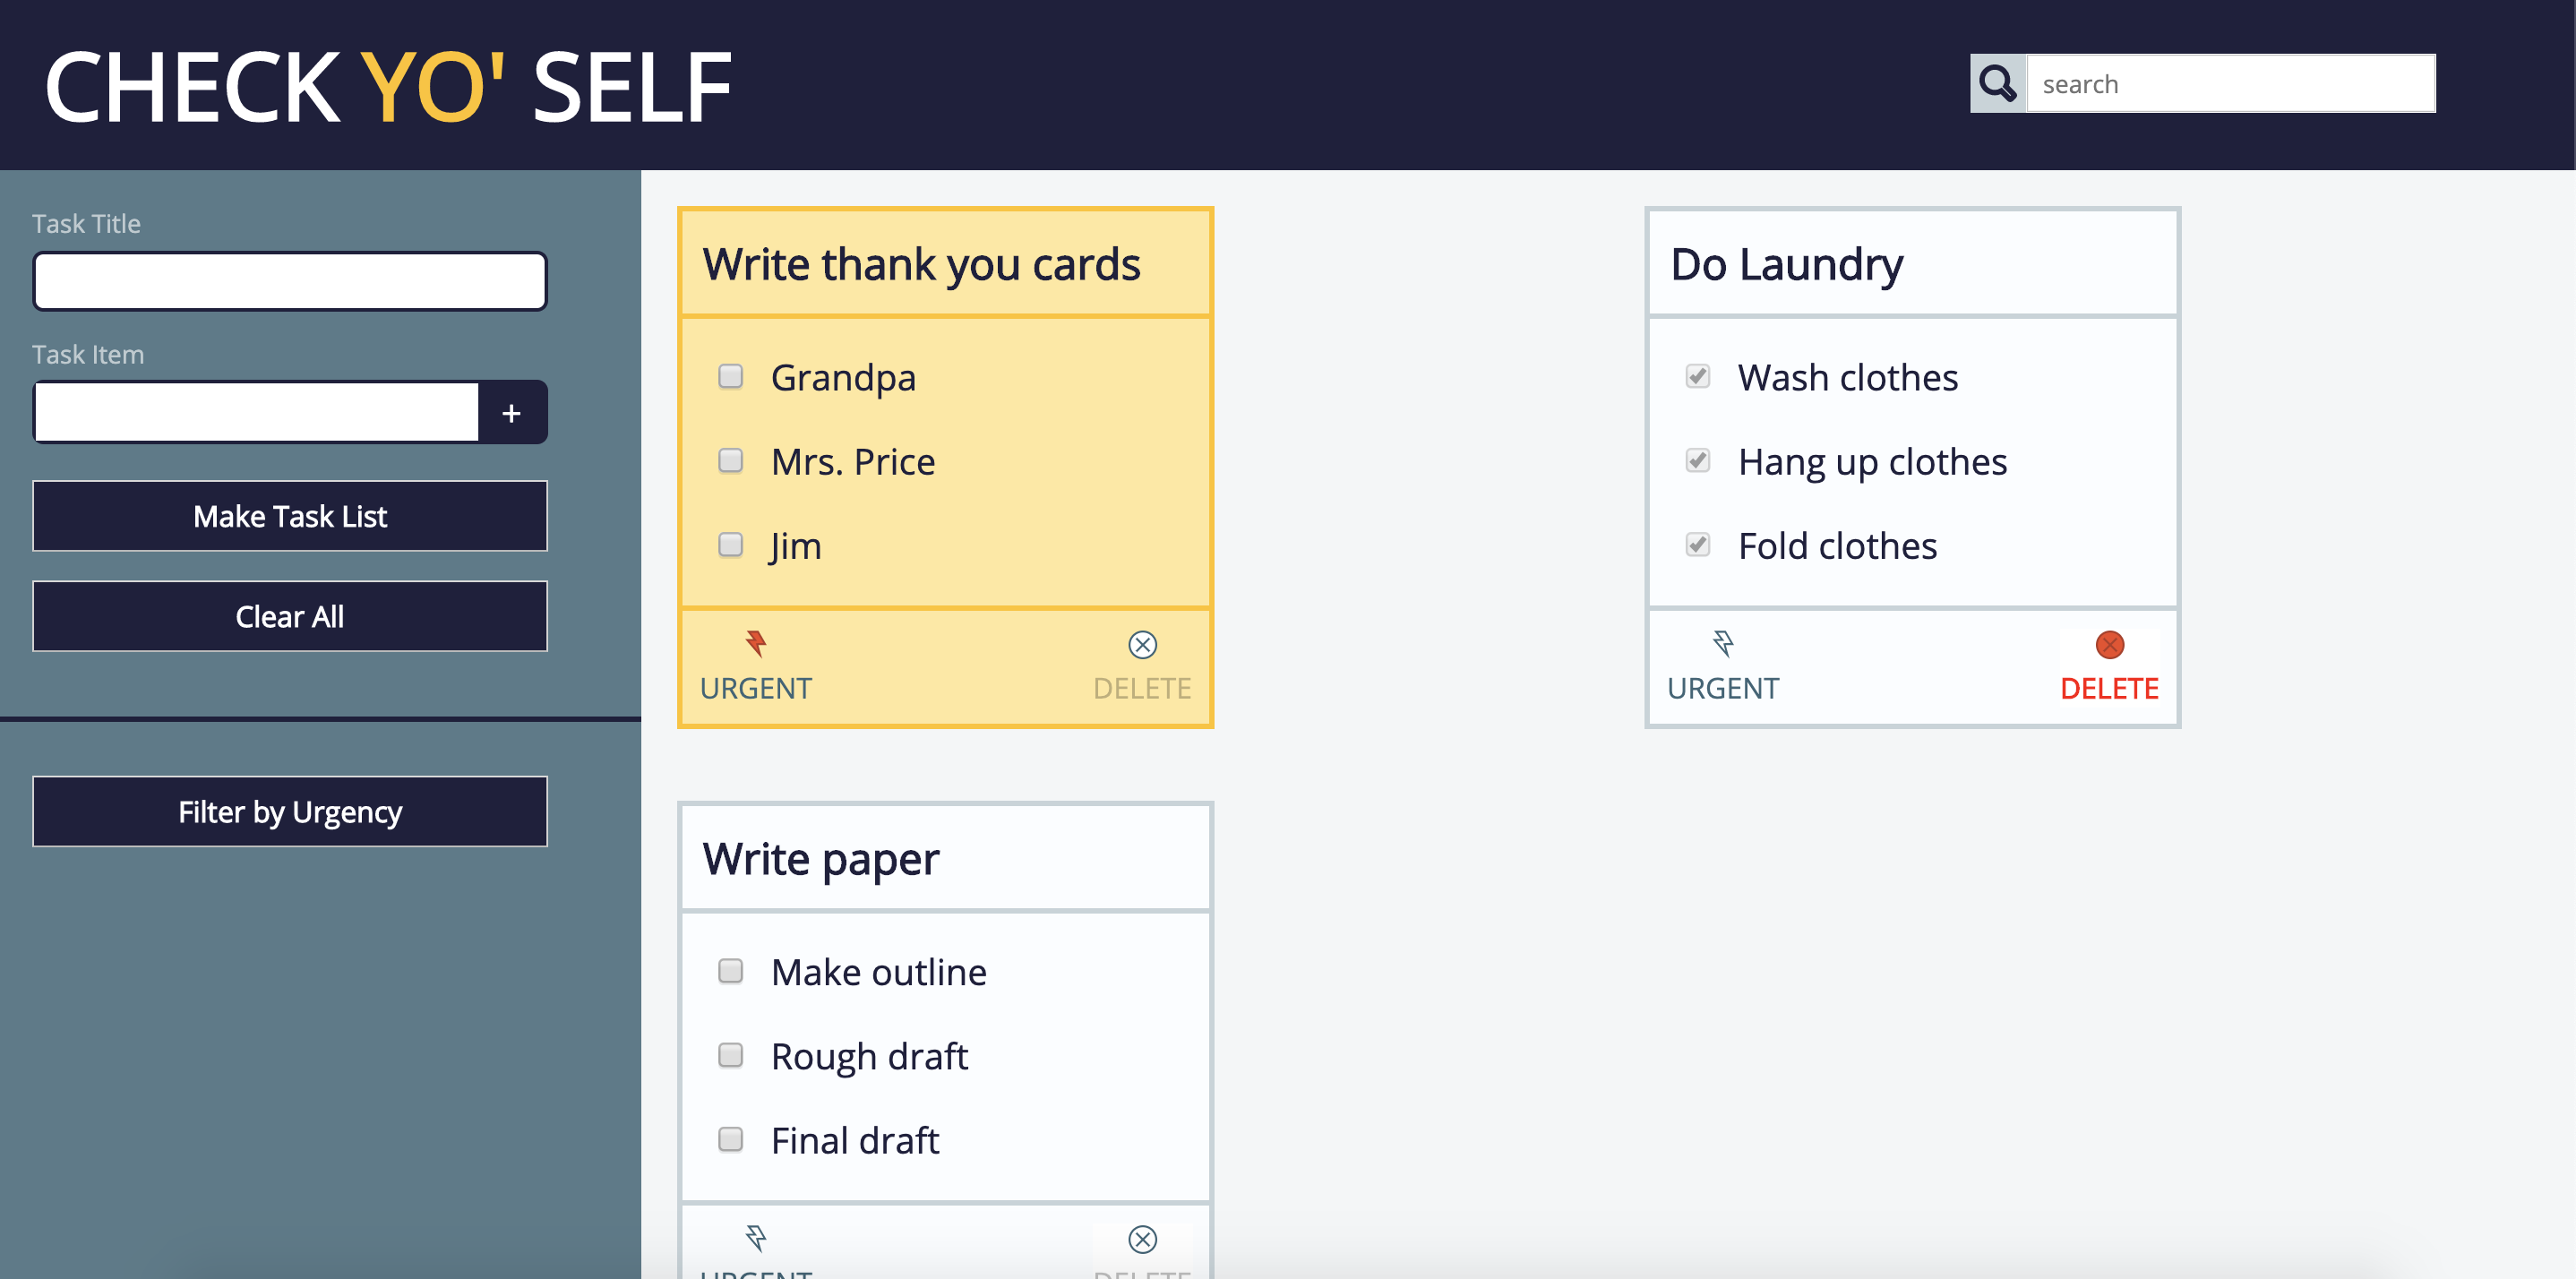 CHECK YO' SELF
search
Task Title
Task Item
+
Make Task List
Clear All
Filter by Urgency
Write thank you cards
Grandpa
Mrs. Price
Jim
URGENT
DELETE
Do Laundry
Wash clothes
Hang up clothes
Fold clothes
URGENT
DELETE
Write paper
Make outline
Rough draft
Final draft
URGENT
DELETE